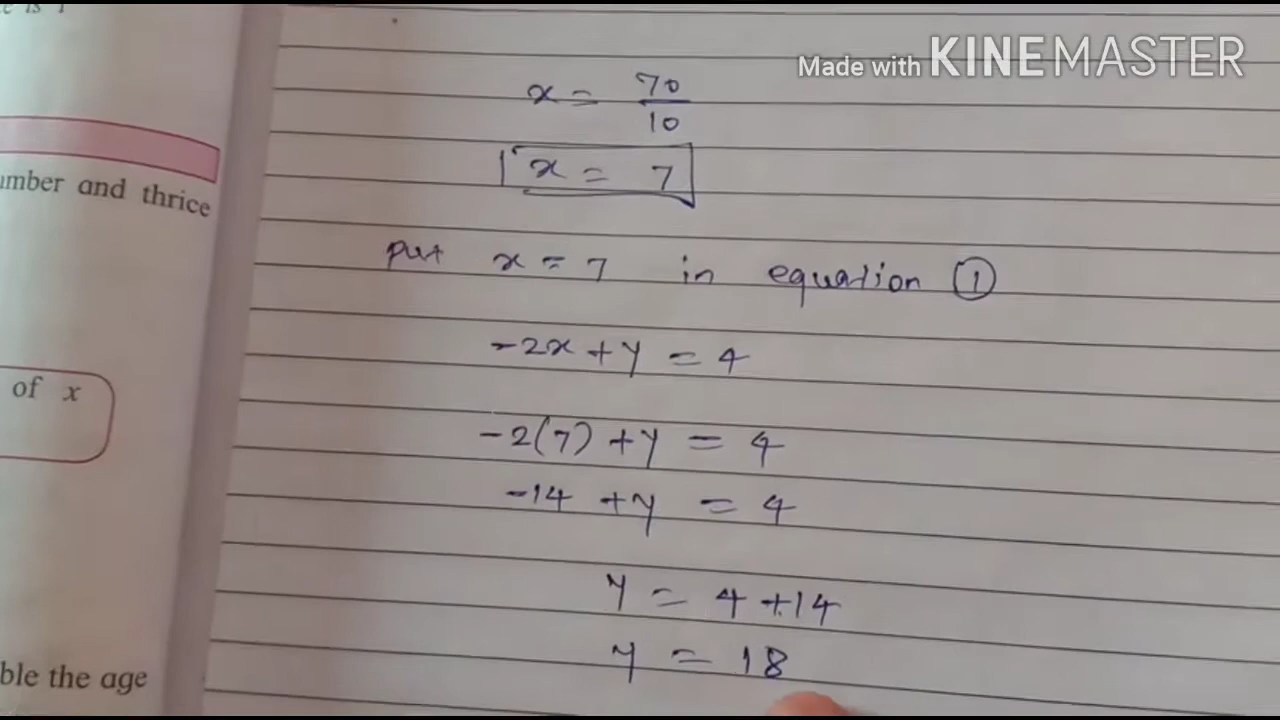 Made with KINEMASTER
x = 70/10
x = 7
put x = 7 in equation ①
-2x + y = 4
-2(7) + y = 4
-14 + y = 4
y = 4 + 14
y = 18
umber and thrice
of x
ble the age